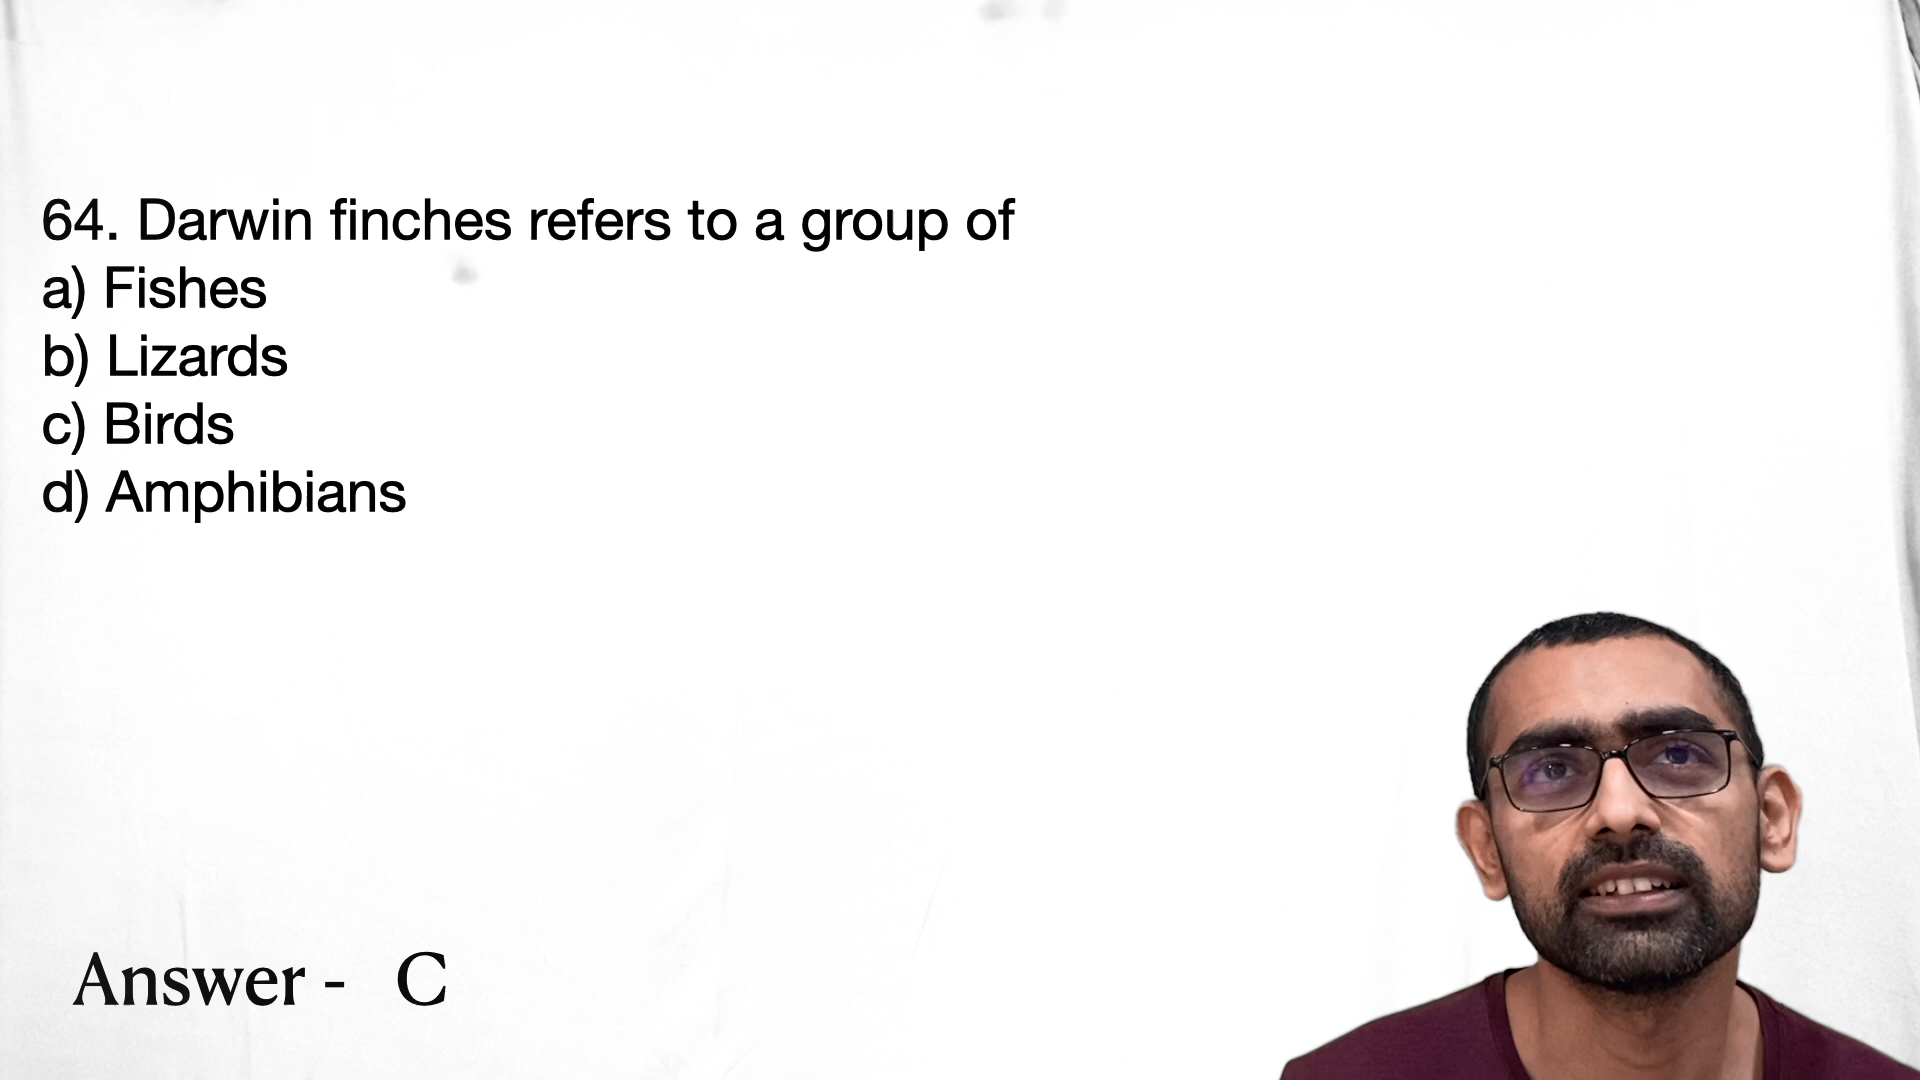 64. Darwin finches refers to a group of
a) Fishes
b) Lizards
c) Birds
d) Amphibians
Answer - C